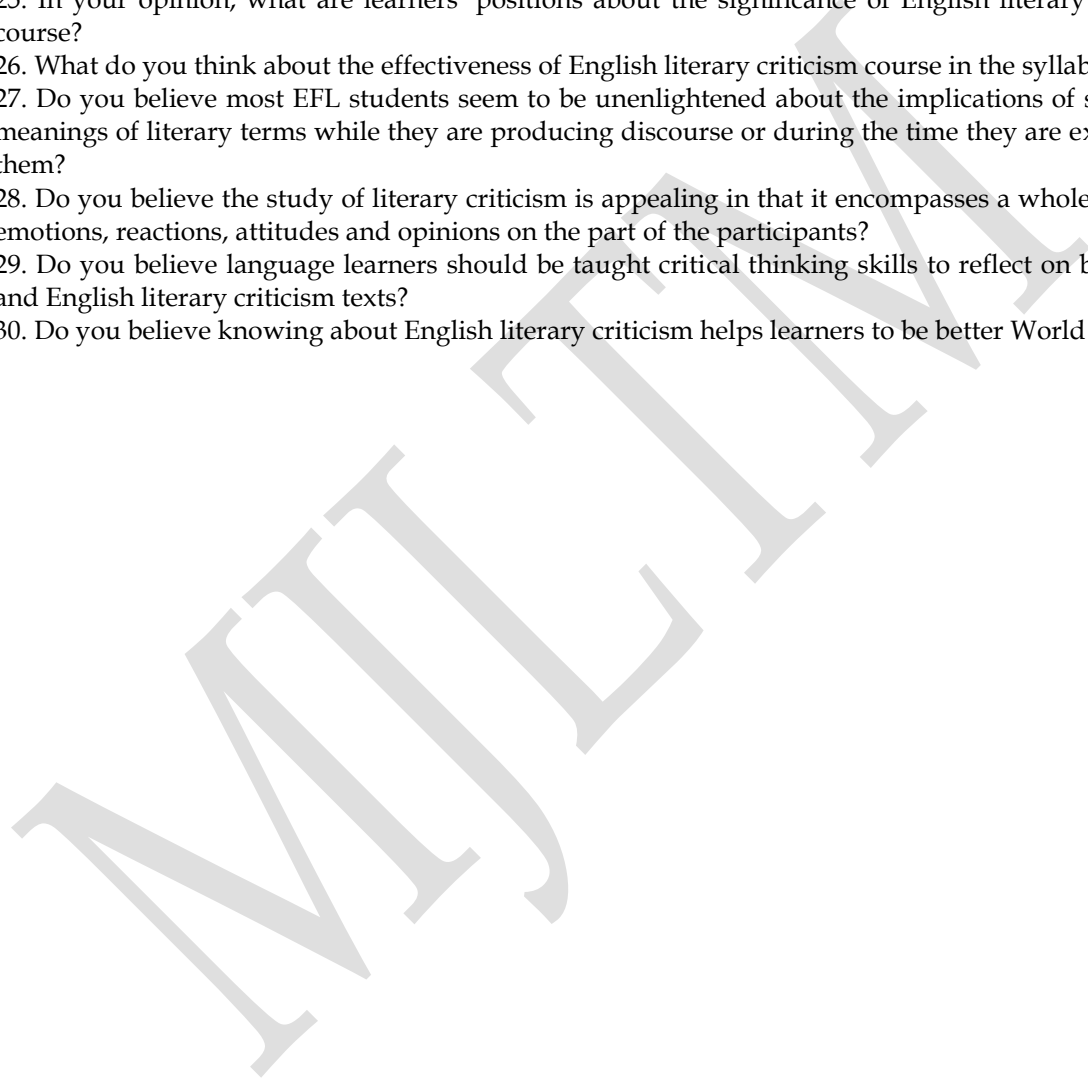 25. In your opinion, what are learners' positions about the significance of English literary
course?
26. What do you think about the effectiveness of English literary criticism course in the
27. Do you believe most EFL students seem to be unenlightened about the implications of
meanings of literary terms while they are producing discourse or during the time they are
them?
28. Do you believe the study of literary criticism is appealing in that it encompasses a whole
emotions, reactions, attitudes and opinions on the part of the participants?
29. Do you believe language learners should be taught critical thinking skills to reflect on
and English literary criticism texts?
30. Do you believe knowing about English literary criticism helps learners to be better World
MJLTM